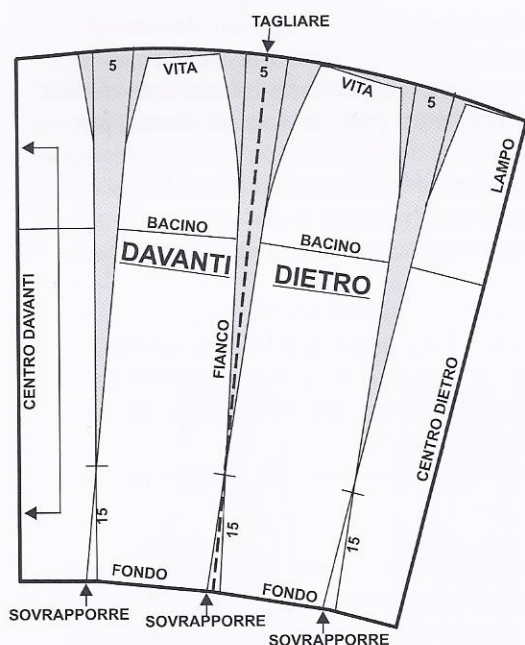 TAGLIARE
5
VITA
5
VITA
5
LAMPO
BACINO
DAVANTI
BACINO
DIETRO
CENTRO DAVANTI
FIANCO
CENTRO DIETRO
15
15
15
FONDO
FONDO
SOVRAPPORRE
SOVRAPPORRE
SOVRAPPORRE